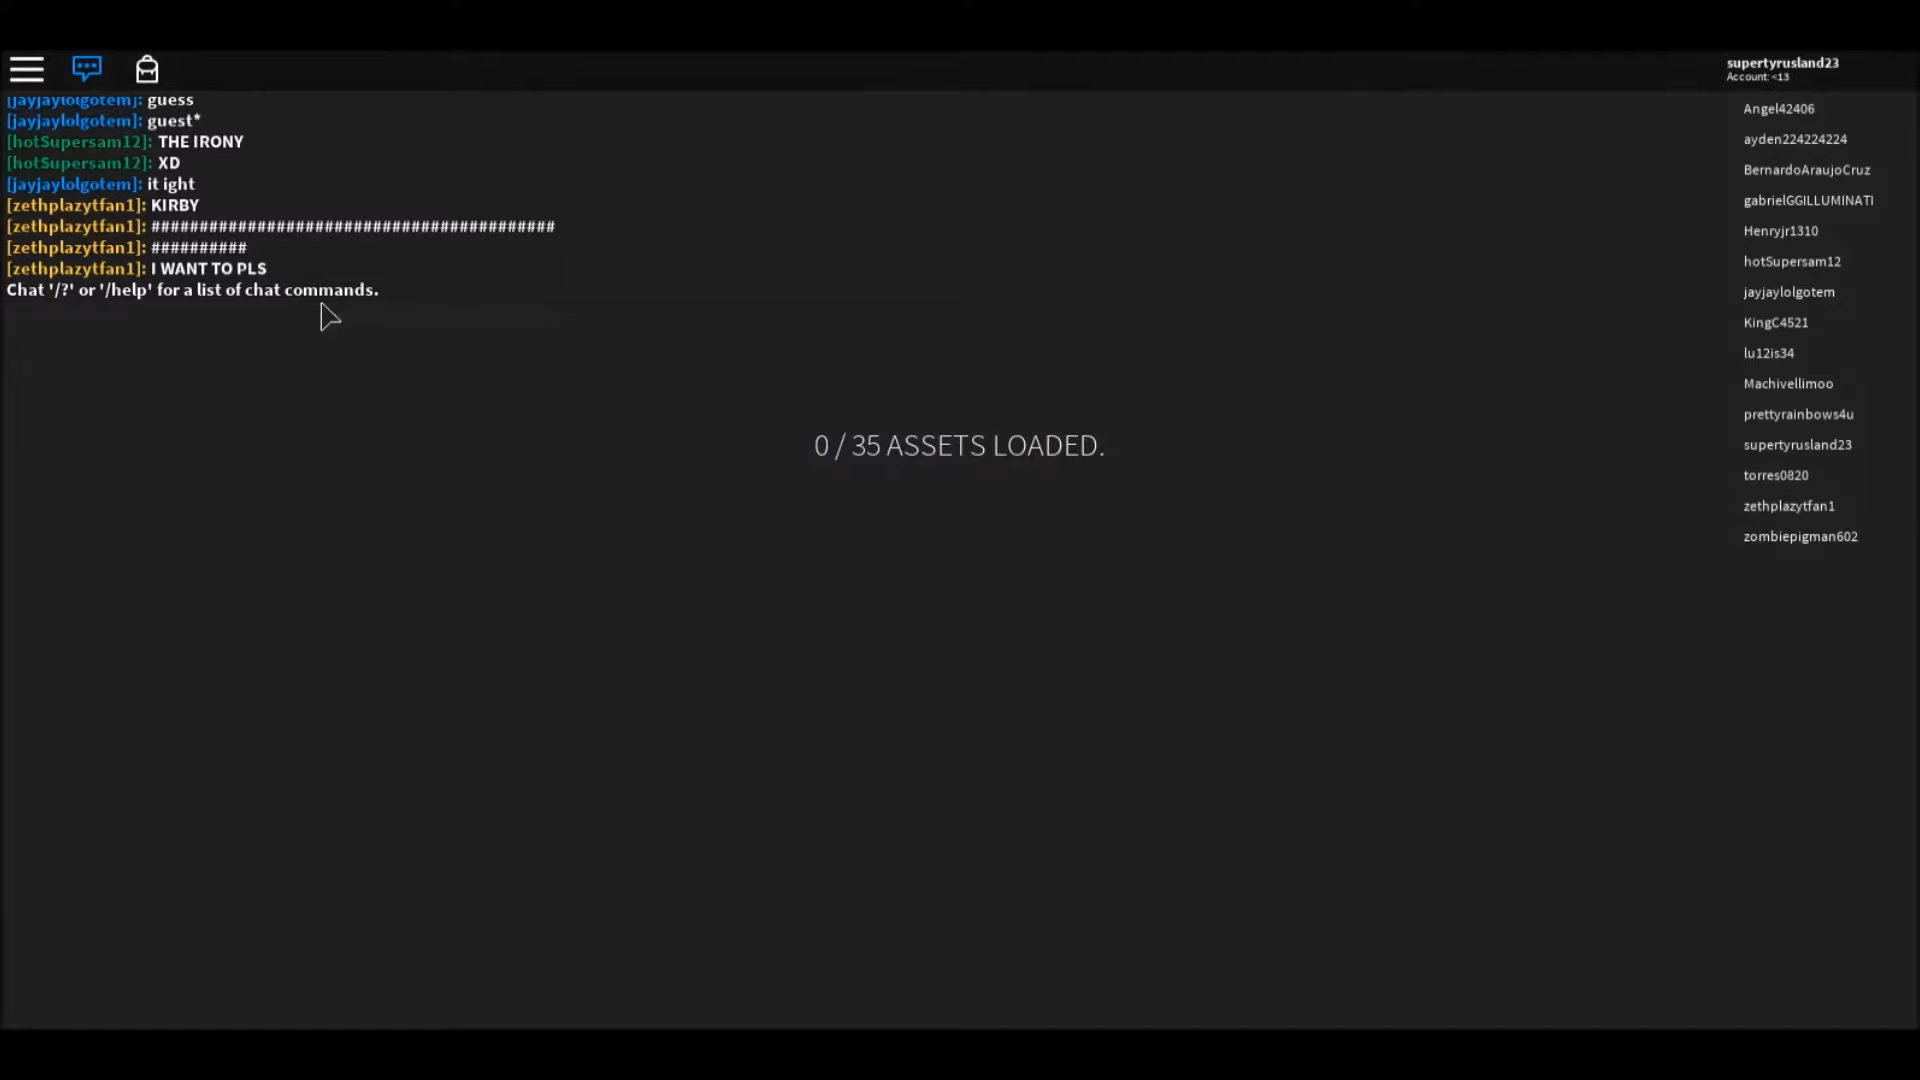 supertyrusland23
Account: <13
[jayjaylolgotem]: guess
[jayjaylolgotem]: guest*
[hotSupersam12]: THE IRONY
[hotSupersam12]: XD
[jayjaylolgotem]: it ight
[zethplazytfan1]: KIRBY
[zethplazytfan1]: ##########################################
[zethplazytfan1]: ##########
[zethplazytfan1]: I WANT TO PLS
Chat '/?' or '/help' for a list of chat commands.
0 / 35 ASSETS LOADED.
Angel42406
ayden224224224
BernardoAraujoCruz
gabrielGGILLUMINATI
Henryjr1310
hotSupersam12
jayjaylolgotem
KingC4521
lu12is34
Machivellimoo
prettyrainbows4u
supertyrusland23
torres0820
zethplazytfan1
zombiepigman602